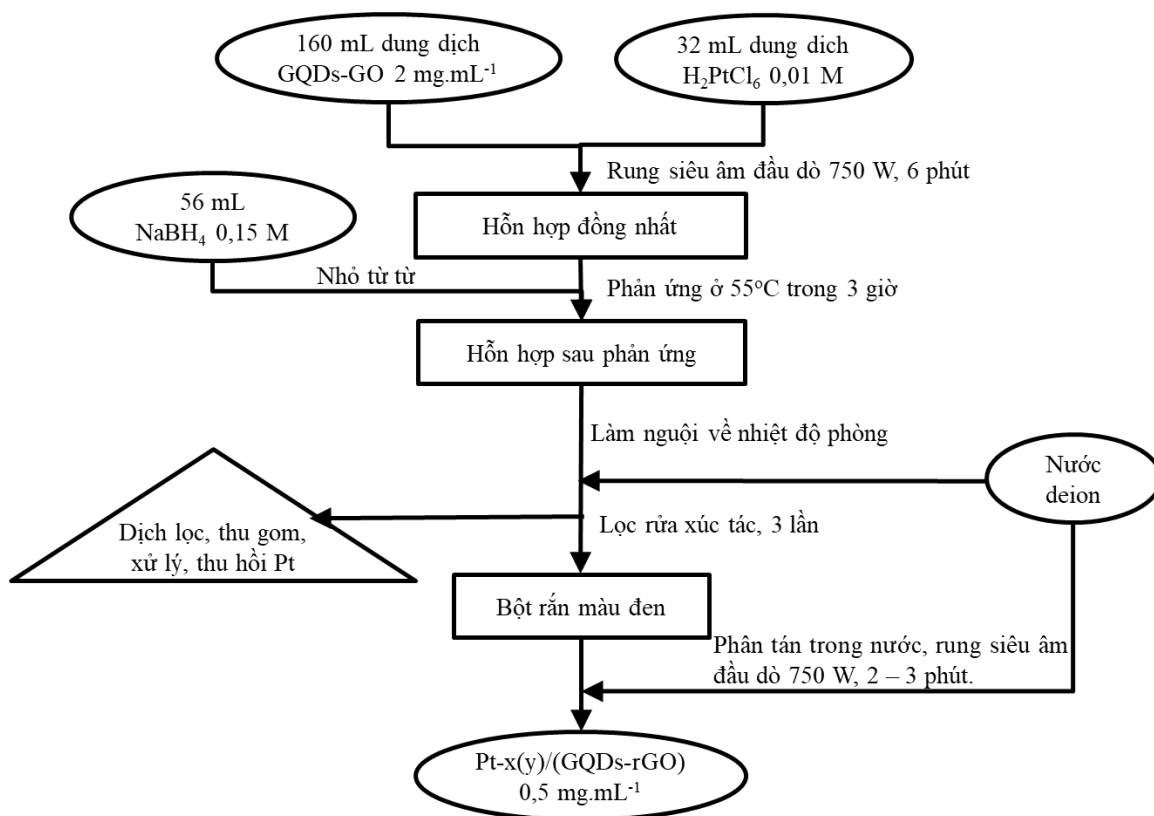 160 mL dung dịch
GQDs-GO 2 mg.mL⁻¹
32 mL dung dich
H₂PtCl₆ 0,01 M
Rung siêu âm đầu dò 750 W, 6 phút
56 mL
NaBH₄ 0,15 M
Hỗn hợp đồng nhất
Nhỏ từ từ
Phản ứng ở 55ᵒC trong 3 giờ
Hỗn hợp sau phản ứng
Làm nguội về nhiệt độ phòng
Nước
deion
Dịch lọc, thu gom,
xử lý, thu hồi Pt
Lọc rửa xúc tác, 3 lần
Bột rắn màu đen
Phân tán trong nước, rung siêu âm
đầu dò 750 W, 2 – 3 phút.
Pt-x(y)/(GQDs-rGO)
0,5 mg.mL⁻¹